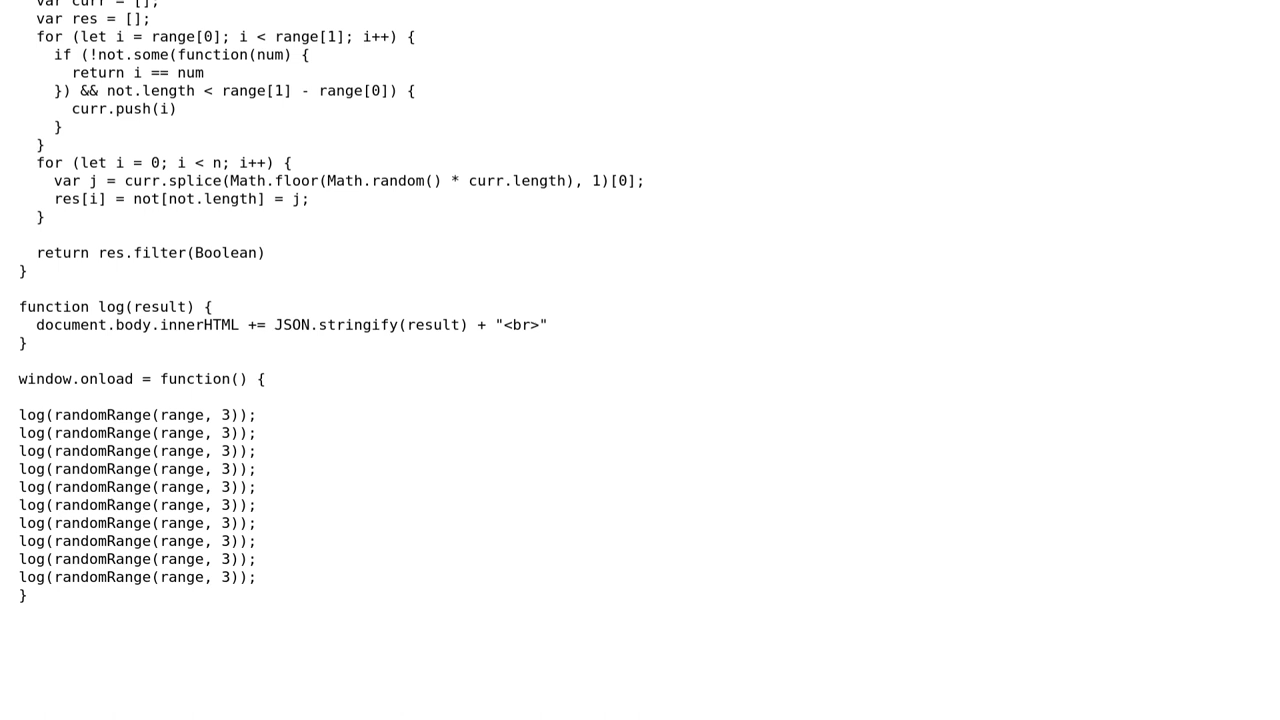 var curr = [];
  var res = [];
  for (let i = range[0]; i < range[1]; i++) {
    if (!not.some(function(num) {
      return i == num
    }) && not.length < range[1] - range[0]) {
      curr.push(i)
    }
  }
  for (let i = 0; i < n; i++) {
    var j = curr.splice(Math.floor(Math.random() * curr.length), 1)[0];
    res[i] = not[not.length] = j;
  }

  return res.filter(Boolean)
}

function log(result) {
  document.body.innerHTML += JSON.stringify(result) + "<br>"
}

window.onload = function() {

log(randomRange(range, 3));
log(randomRange(range, 3));
log(randomRange(range, 3));
log(randomRange(range, 3));
log(randomRange(range, 3));
log(randomRange(range, 3));
log(randomRange(range, 3));
log(randomRange(range, 3));
log(randomRange(range, 3));
log(randomRange(range, 3));
}